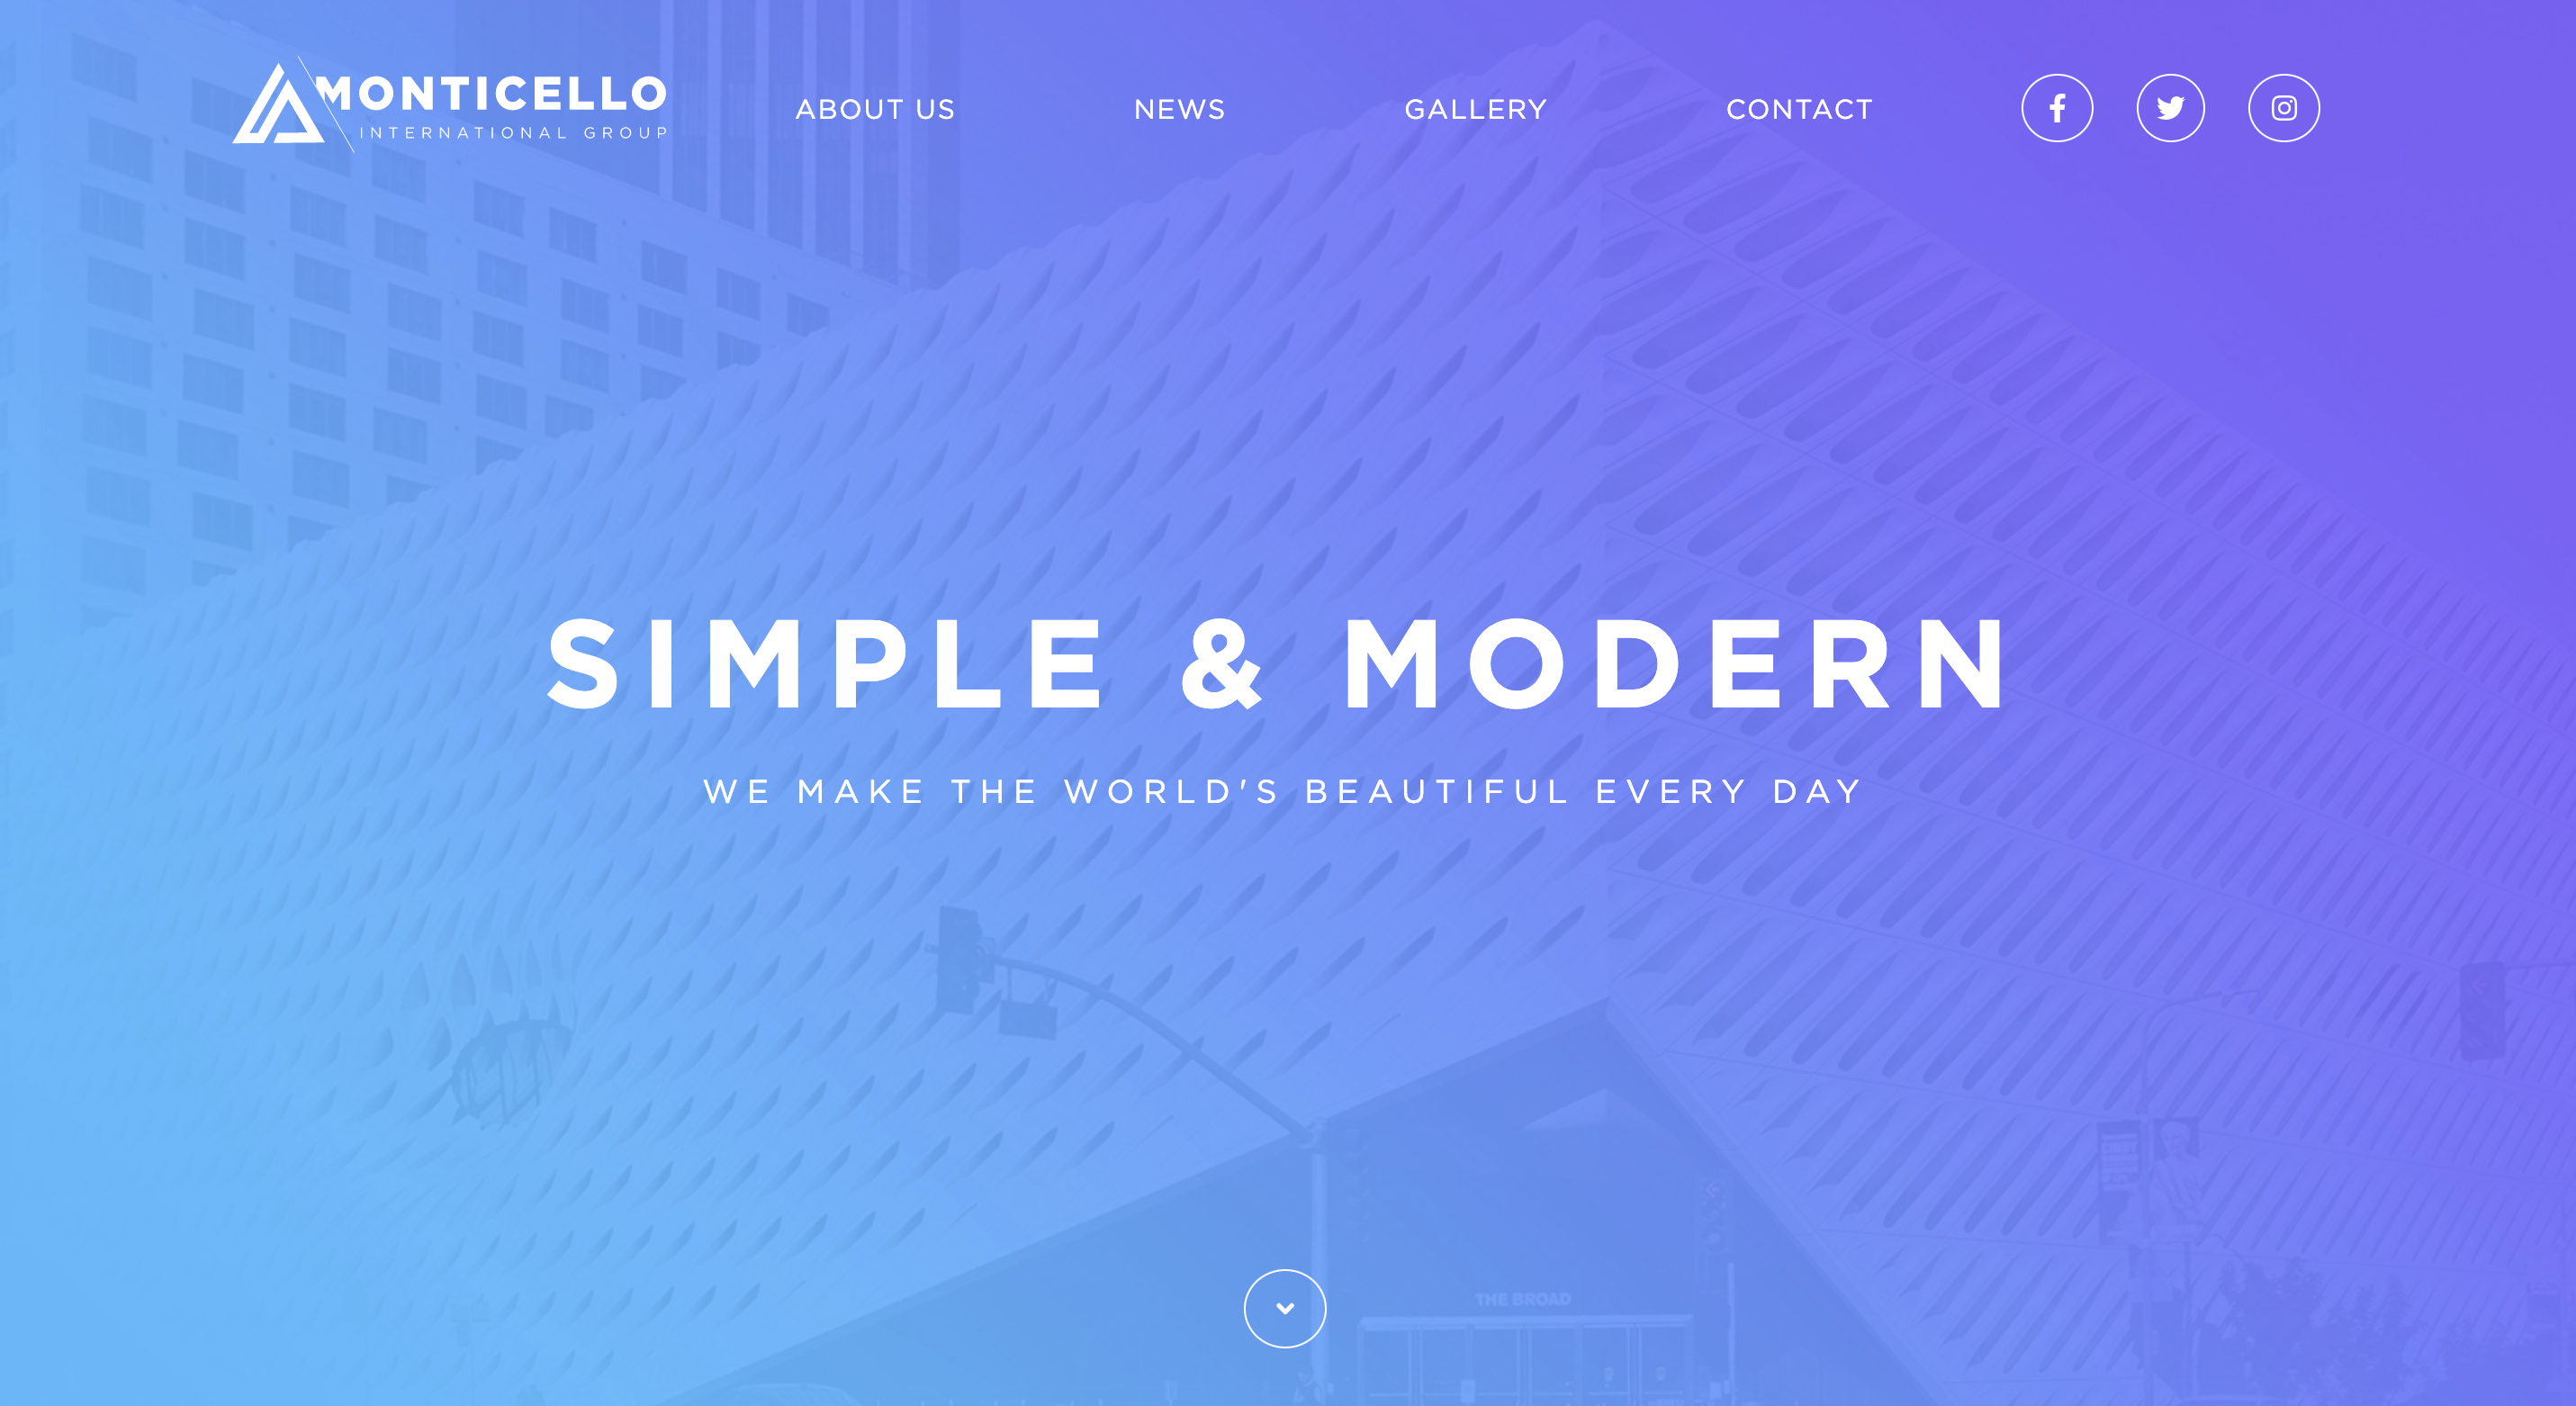 MONTICELLO
INTERNATIONAL GROUP
ABOUT US
NEWS
GALLERY
CONTACT
SIMPLE & MODERN
WE MAKE THE WORLD'S BEAUTIFUL EVERY DAY
THE BROAD